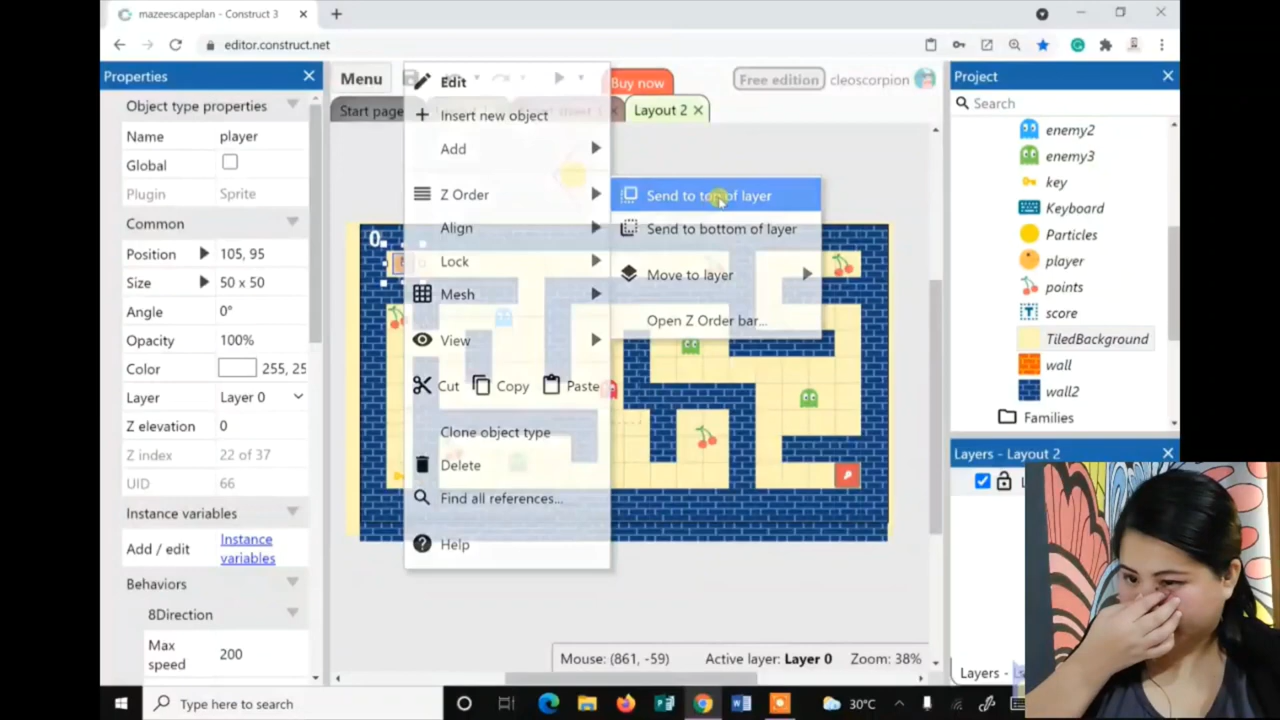 mazeescapeplan - Construct 3
editor.construct.net
Properties
Object type properties
Name player
Global
Plugin Sprite
Common
Position 105, 95
Size 50 x 50
Angle 0°
Opacity 100%
Color 255, 25
Layer Layer 0
Z elevation 0
Z index 22 of 37
UID 66
Instance variables
Add / edit Instance variables
Behaviors
8Direction
Max speed 200
Menu
Buy now
Free edition
cleoscorpion
Start page
Layout 2
Edit
Insert new object
Add
Z Order
Align
Lock
Mesh
View
Cut Copy Paste
Clone object type
Delete
Find all references...
Help
Send to top of layer
Send to bottom of layer
Move to layer
Open Z Order bar...
0
Mouse: (861, -59) Active layer: Layer 0 Zoom: 38%
Project
Search
enemy2
enemy3
key
Keyboard
Particles
player
points
score
TiledBackground
wall
wall2
Families
Layers - Layout 2
Layers -
Type here to search
30°C